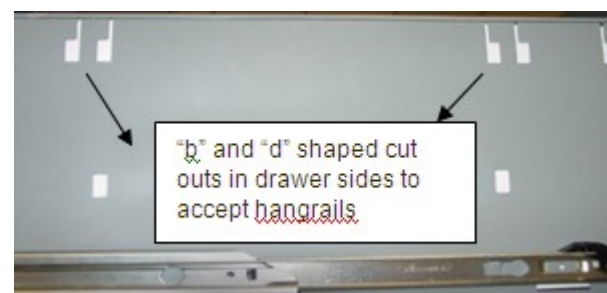 “b” and “d” shaped cut
outs in drawer sides to
accept hangrails